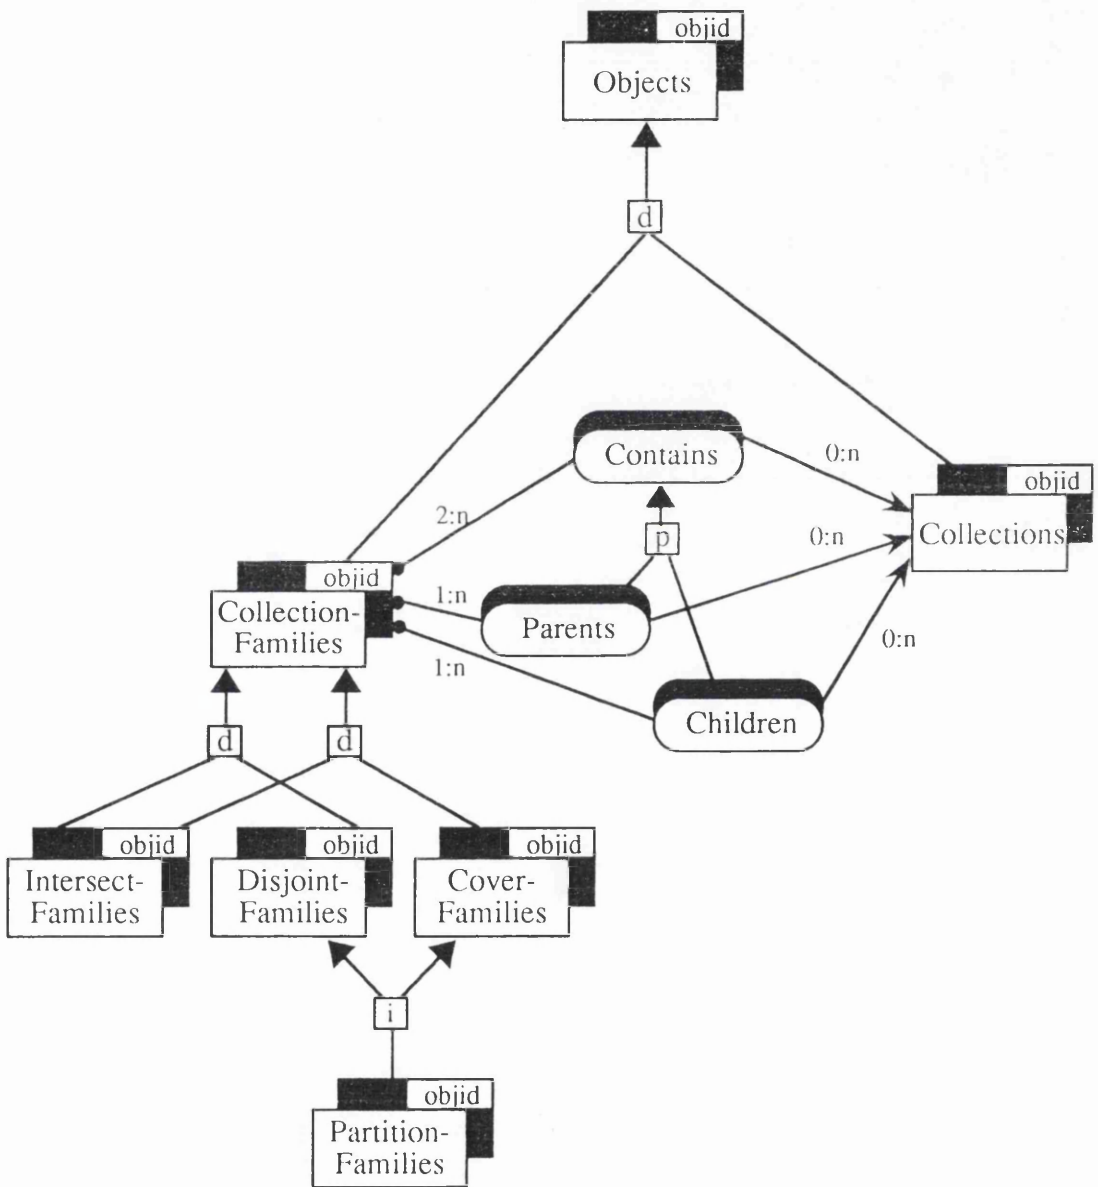 objid
Objects
d
Contains
0:n
objid
Collections
2:n
p
0:n
objid
Collection-
Families
1:n
Parents
1:n
0:n
Children
d
d
objid
objid
objid
Intersect-
Families
Disjoint-
Families
Cover-
Families
i
objid
Partition-
Families